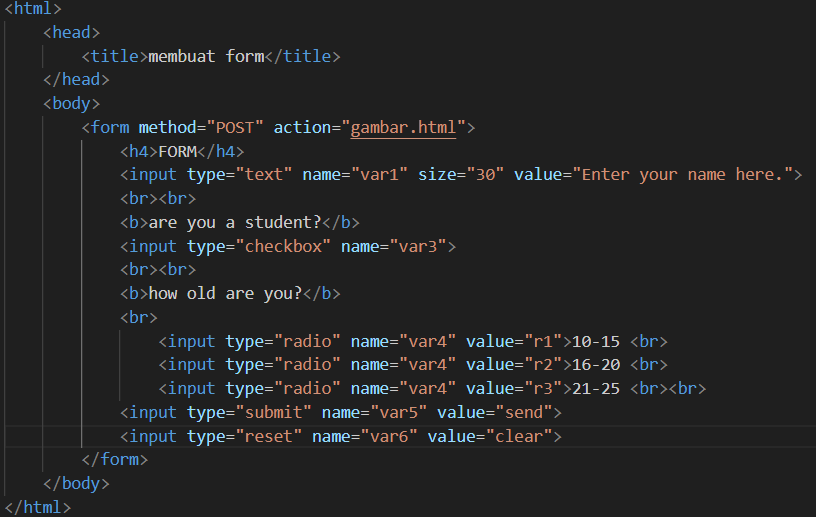 <html>
<head>
<title>membuat form</title>
</head>
<body>
<form method="POST" action="gambar.html">
<h4>FORM</h4>
<input type="text" name="var1" size="30" value="Enter your name here.">
<br><br>
<b>are you a student?</b>
<input type="checkbox" name="var3">
<br><br>
<b>how old are you?</b>
<br>
<input type="radio" name="var4" value="r1">10-15 <br>
<input type="radio" name="var4" value="r2">16-20 <br>
<input type="radio" name="var4" value="r3">21-25 <br><br>
<input type="submit" name="var5" value="send">
<input type="reset" name="var6" value="clear">
</form>
</body>
</html>